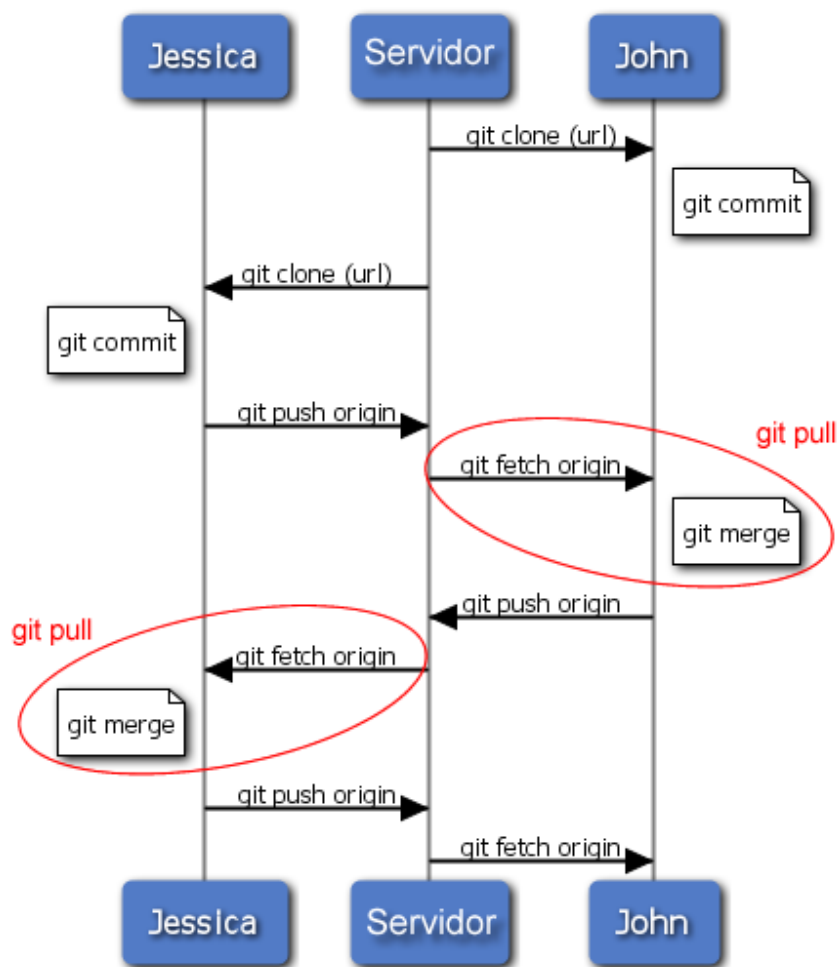 Jessica
Servidor
John
git clone (url)
git commit
git clone (url)
git commit
git push origin
git pull
git fetch origin
git merge
git push origin
git pull
git fetch origin
git merge
git push origin
git fetch origin
Jessica
Servidor
John